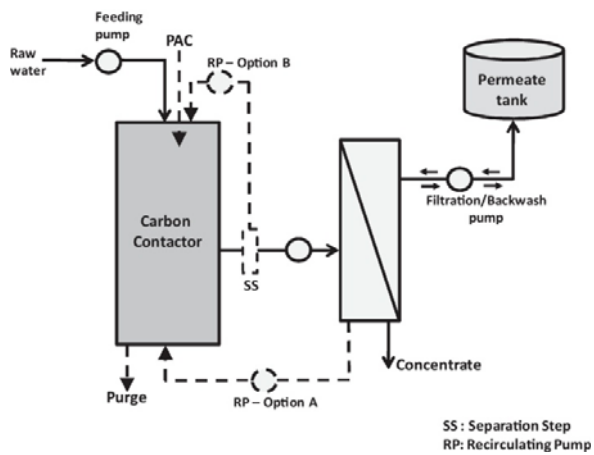 Feeding
pump
Raw
water
PAC
RP – Option B
Permeate
tank
Filtration/Backwash
pump
Carbon
Contactor
SS
Concentrate
Purge
RP – Option A
SS : Separation Step
RP: Recirculating Pump